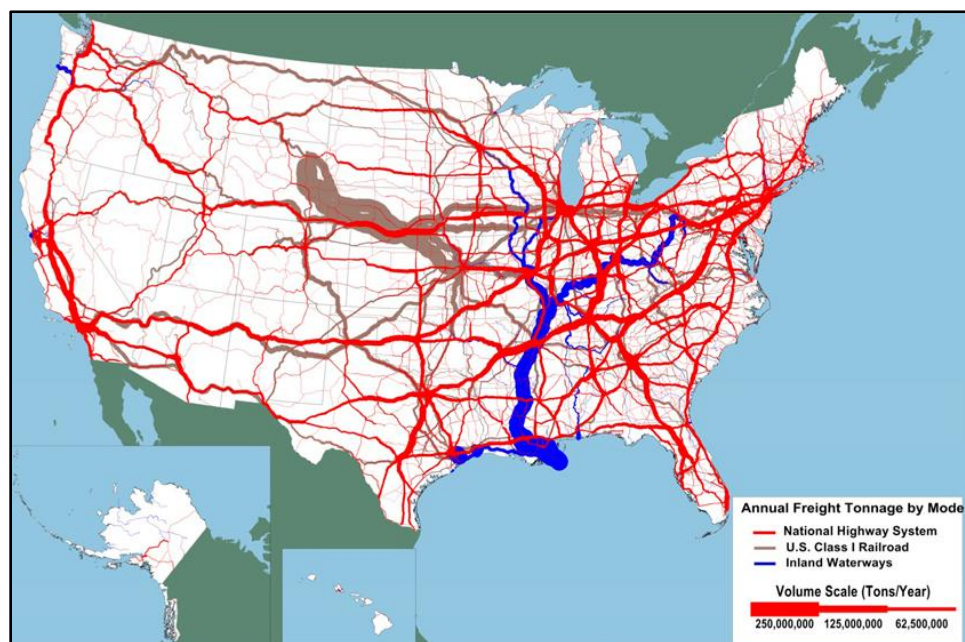 Annual Freight Tonnage by Mode
National Highway System
U.S. Class I Railroad
Inland Waterways
Volume Scale (Tons/Year)
250,000,000 125,000,000 62,500,000